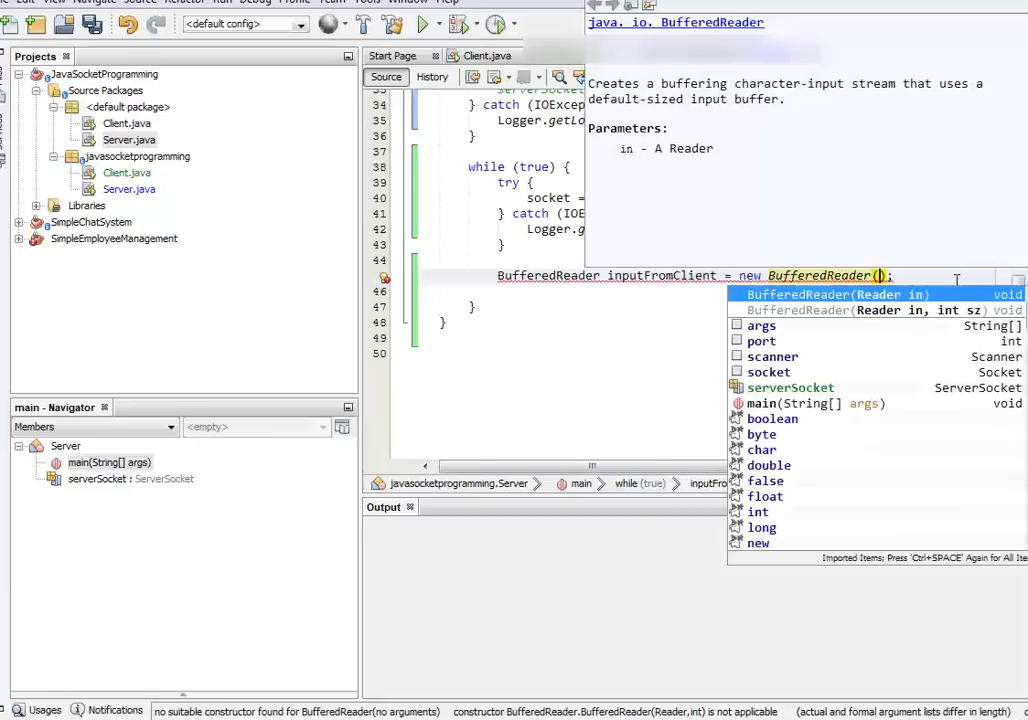 Source
<default config>
java. io. BufferedReader
Projects
Start Page
Client.java
JavaSocketProgramming
Source
History
Creates a buffering character-input stream that uses a
default-sized input buffer.
Source Packages
<default package>
34 } catch (IOExcep
Client.java
35 Logger.getLo
Parameters:
Server.java
36 }
in - A Reader
javasocketprogramming
37
Client.java
38 while (true) {
Server.java
39 try {
Libraries
40 socket =
SimpleChatSystem
41 } catch (IOE
SimpleEmployeeManagement
42 Logger.g
43 }
44
BufferedReader inputFromClient = new BufferedReader();
46
BufferedReader(Reader in) void
47 }
BufferedReader(Reader in, int sz) void
48 }
args String[]
49
port int
50
scanner Scanner
socket Socket
serverSocket ServerSocket
main - Navigator
main(String[] args) void
Members
<empty>
boolean
byte
Server
char
main(String[] args)
double
serverSocket : ServerSocket
javasocketprogramming.Server
main
while (true)
inputFro
false
float
Output
int
long
new
Imported Items; Press 'Ctrl+SPACE' Again for All Ite
Usages
Notifications
no suitable constructor found for BufferedReader(no arguments) constructor BufferedReader.BufferedReader(Reader,int) is not applicable (actual and formal argument lists differ in length)